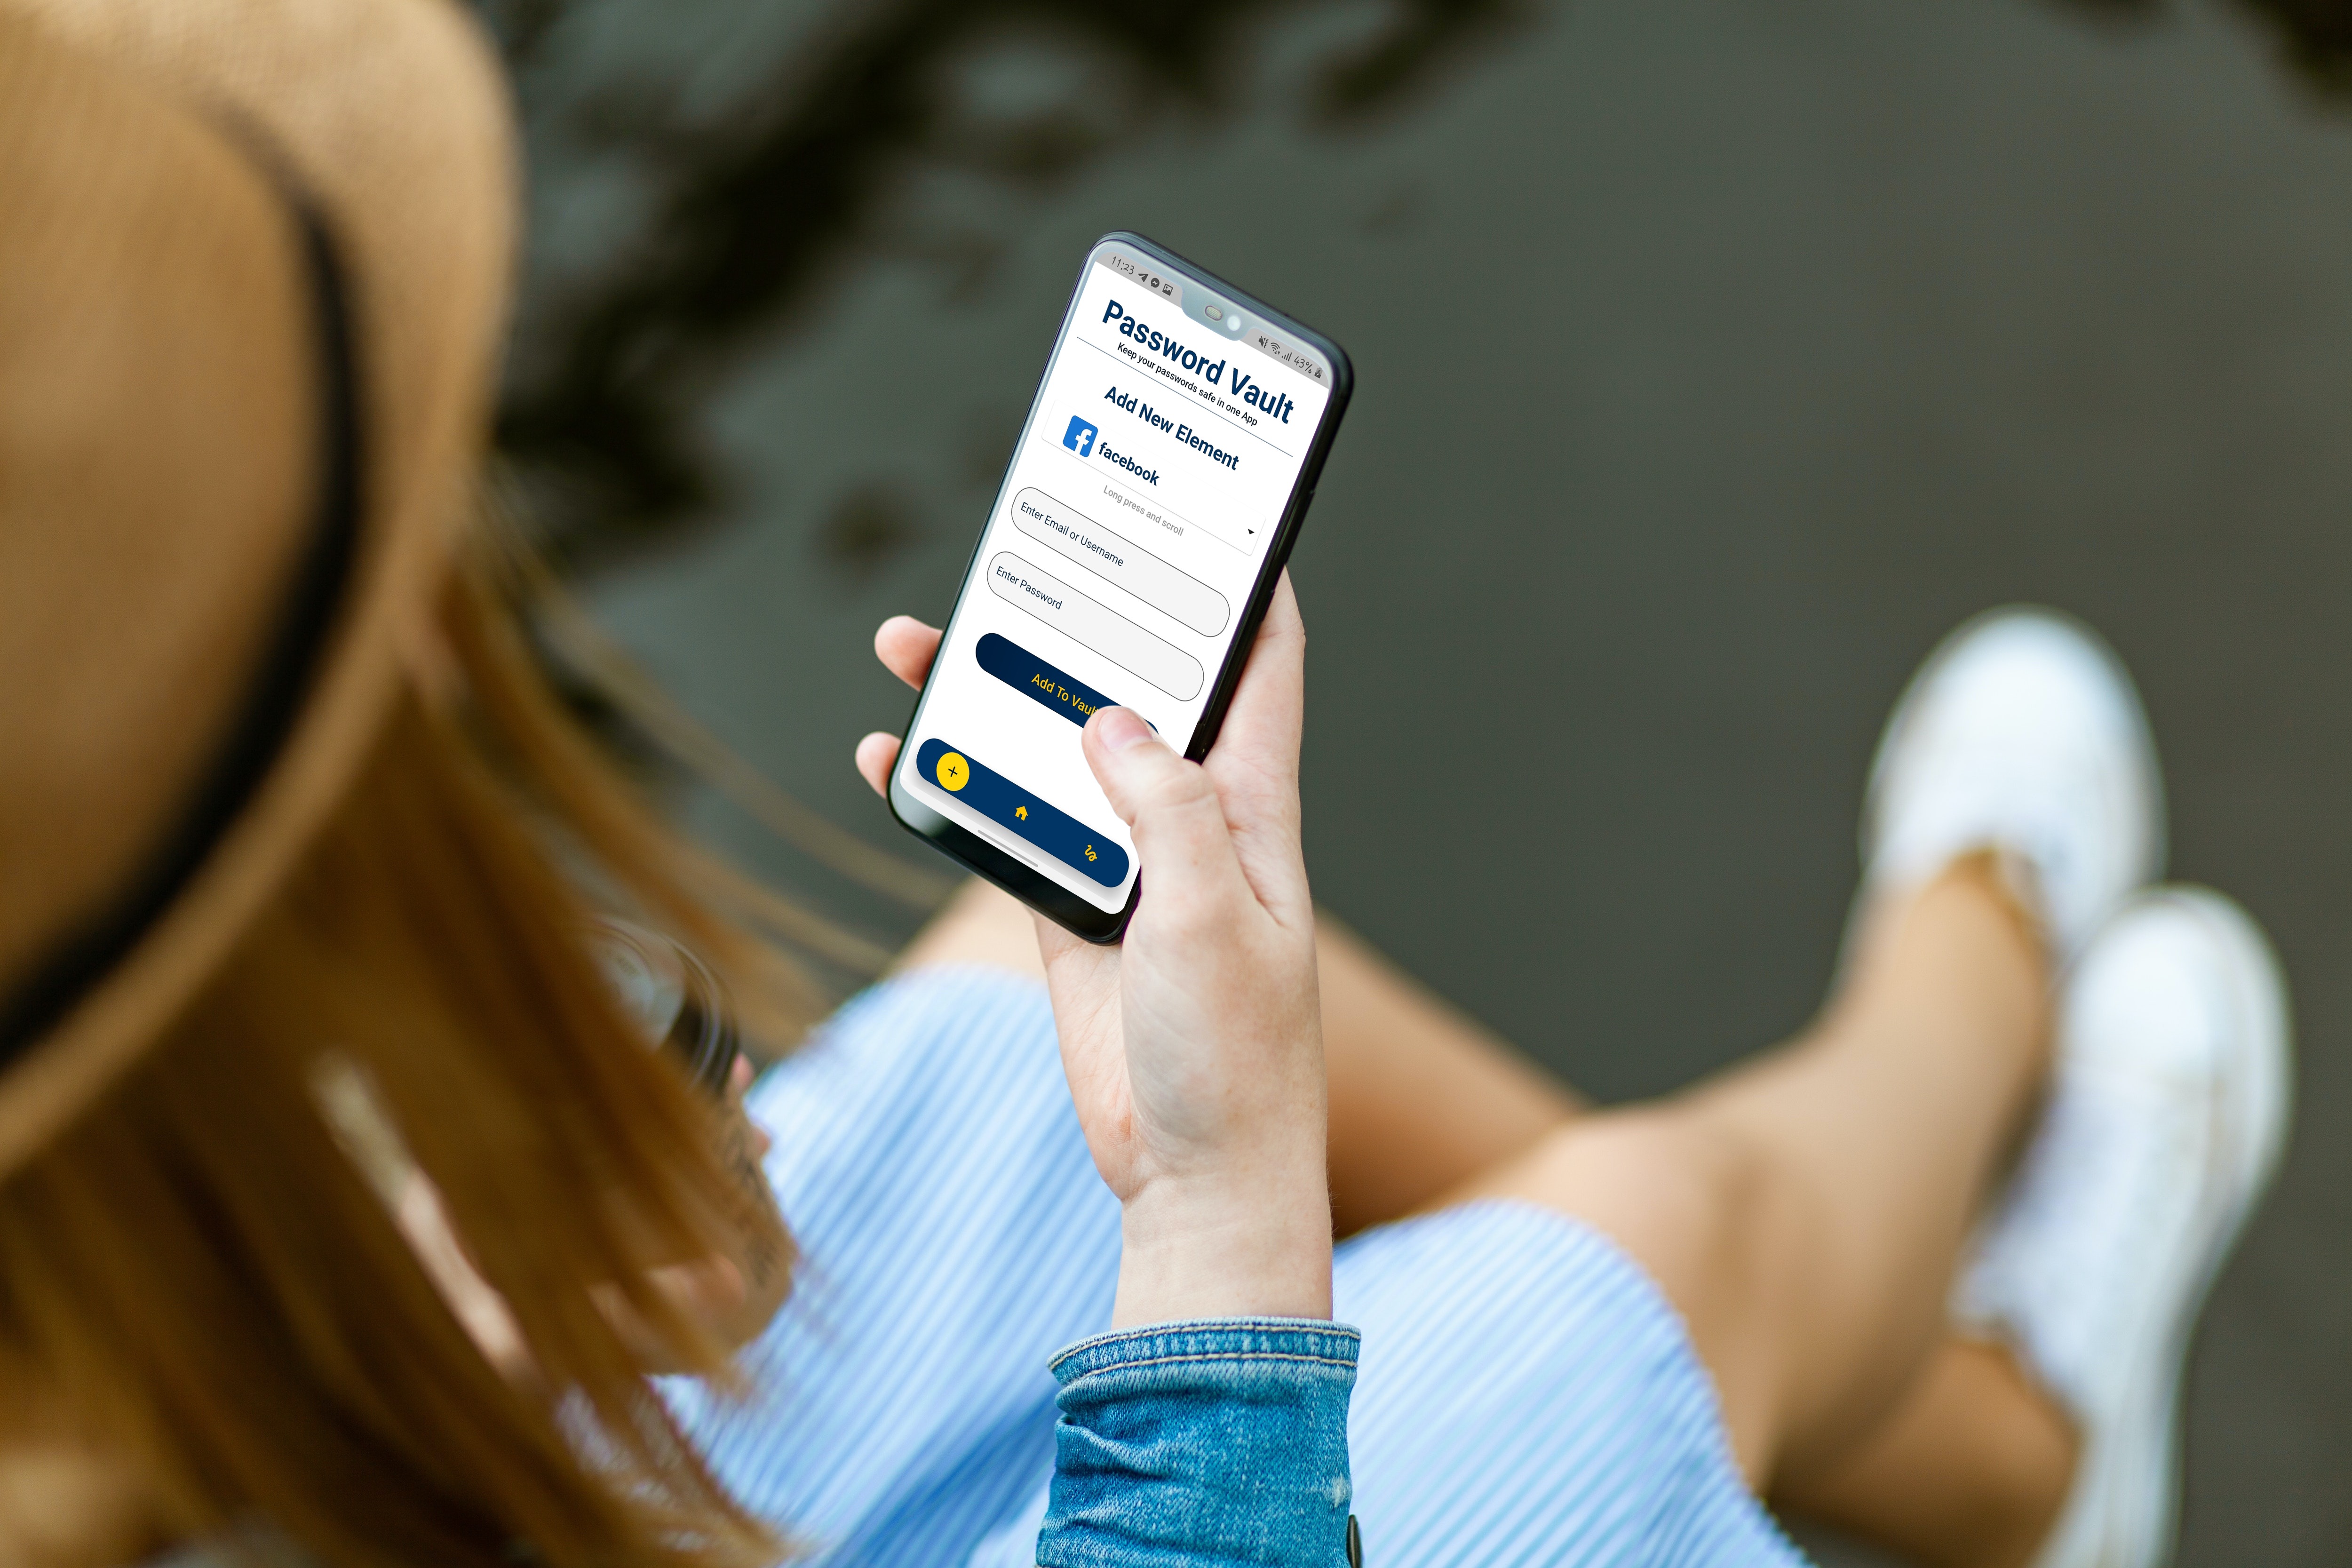 11:23
43%
Password Vault
Keep your passwords safe in one App
Add New Element
facebook
Long press and scroll
Enter Email or Username
Enter Password
Add To Vault